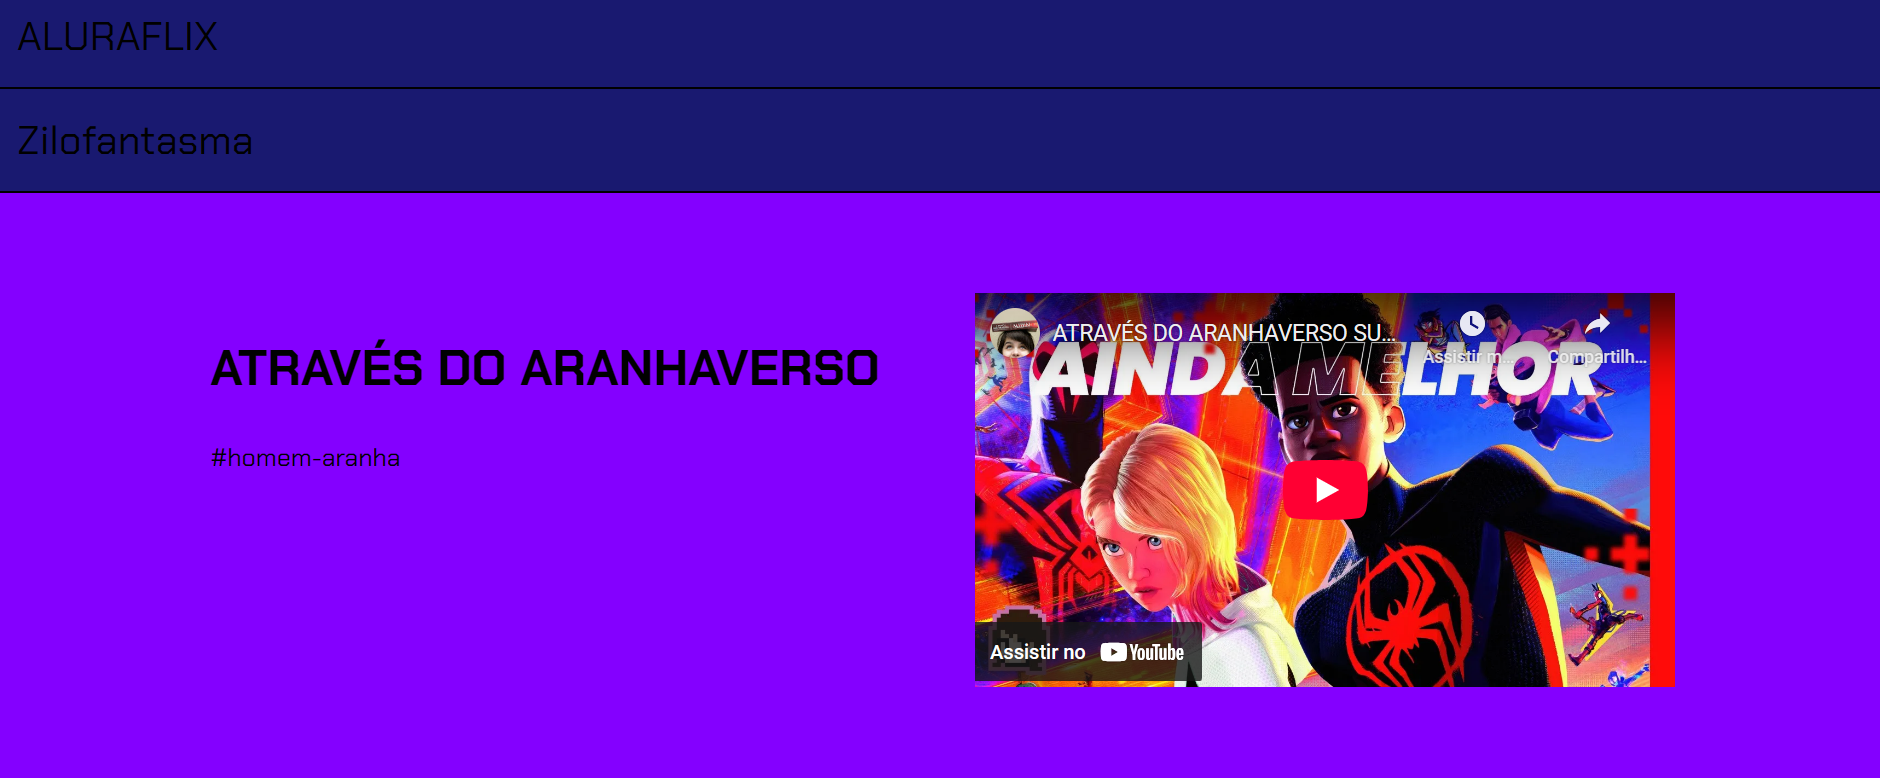 ALURAFLIX
Zilofantasma
ATRAVÉS DO ARANHAVERSO
#homem-aranha
ATRAVÉS DO ARANHAVERSO SU...
Assistir m... Compartilh...
AINDA MELHOR
Assistir no YouTube